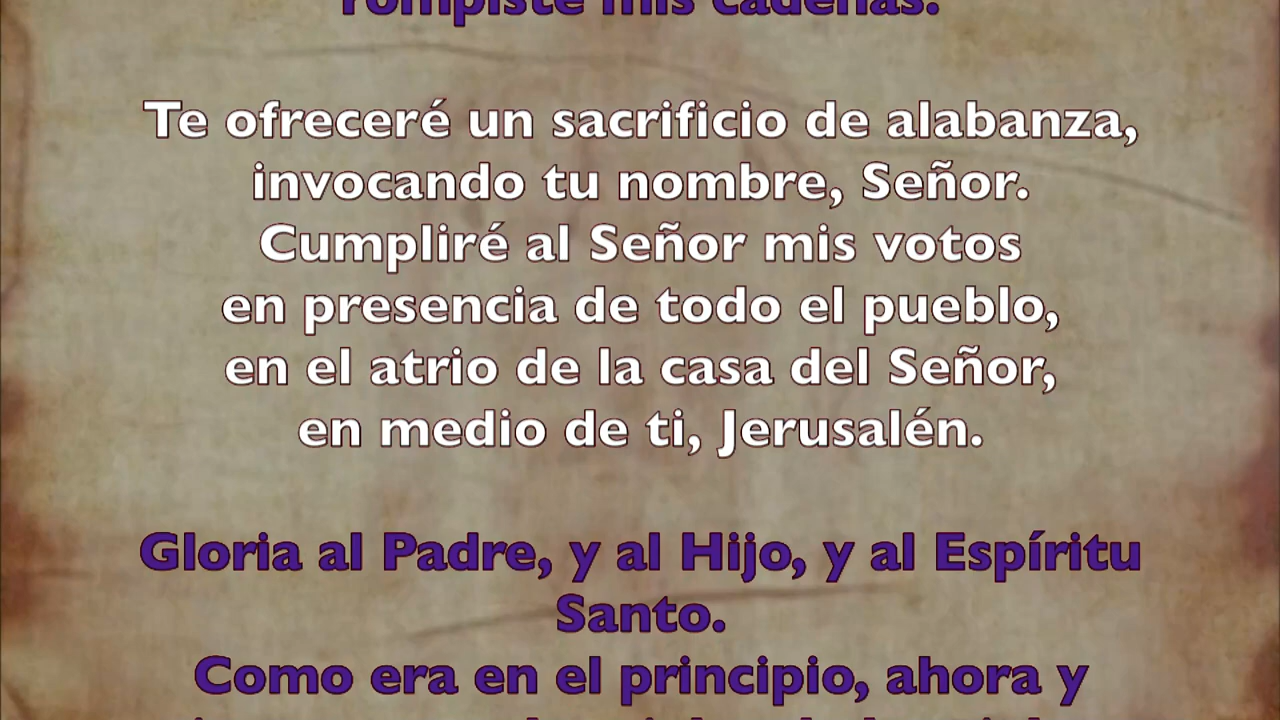 rompiste mis cadenas.
Te ofreceré un sacrificio de alabanza,
invocando tu nombre, Señor.
Cumpliré al Señor mis votos
en presencia de todo el pueblo,
en el atrio de la casa del Señor,
en medio de ti, Jerusalén.
Gloria al Padre, y al Hijo, y al Espíritu
Santo.
Como era en el principio, ahora y